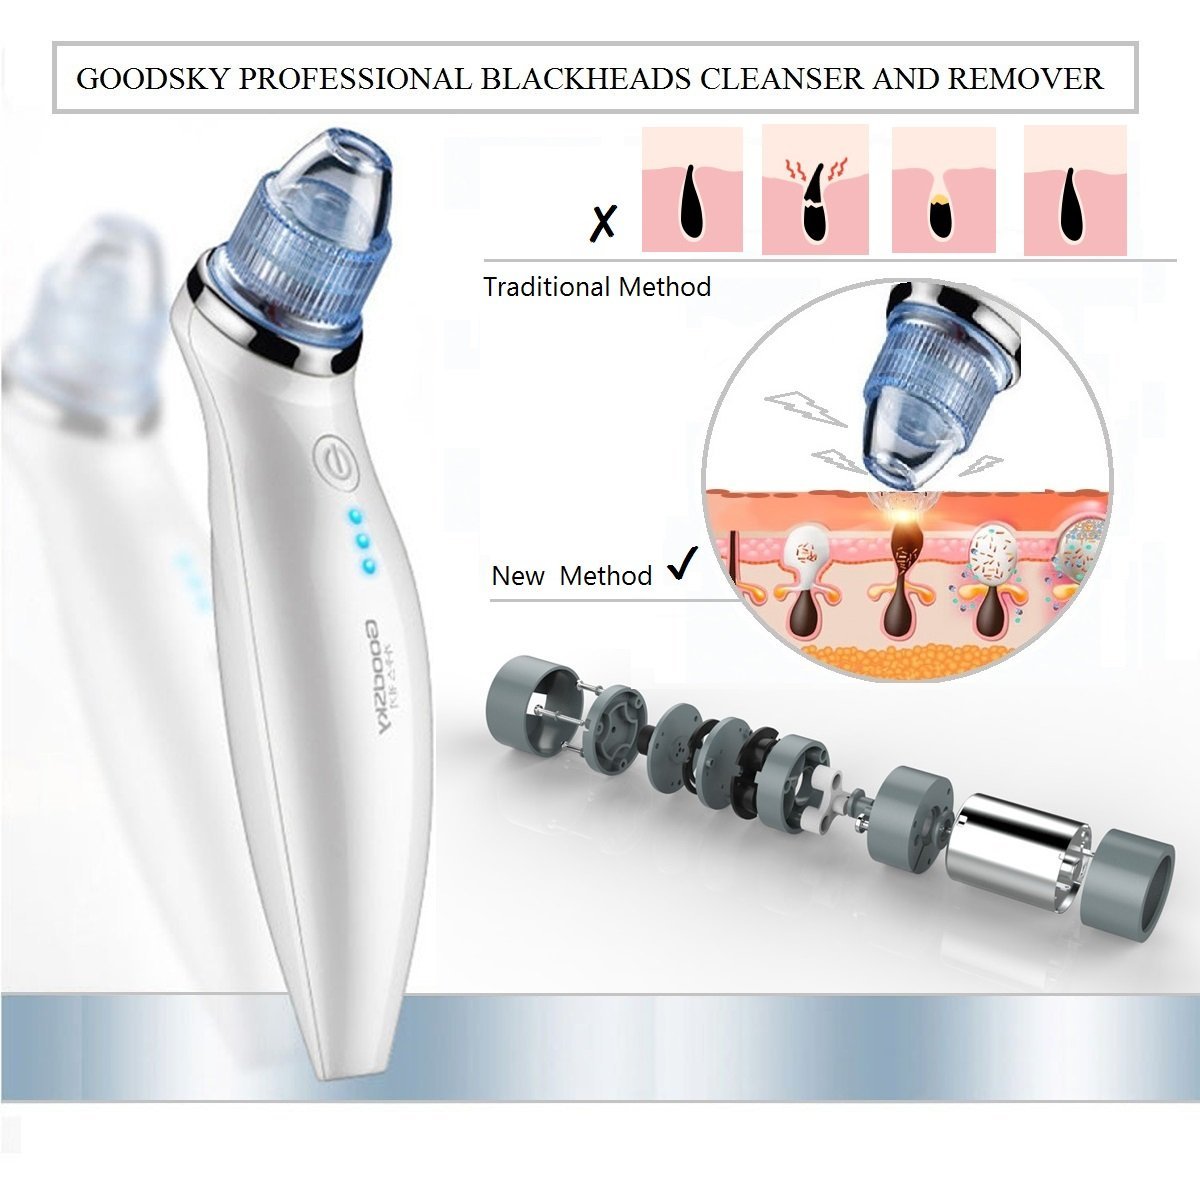 GOODSKY PROFESSIONAL BLACKHEADS CLEANSER AND REMOVER
Traditional Method
New Method
GOODSKY